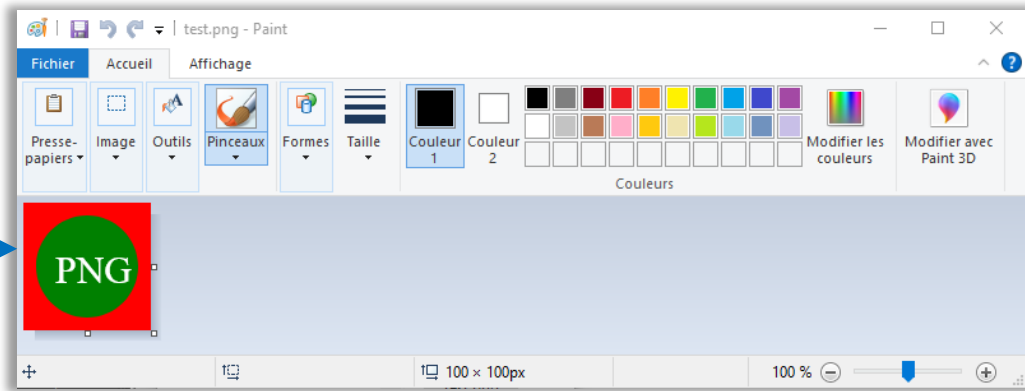 test.png - Paint
Fichier Accueil Affichage
Presse-
papiers
Image
Outils
Pinceaux
Formes
Taille
Couleur
1
Couleur
2
Modifier les
couleurs
Modifier avec
Paint 3D
Couleurs
PNG
100 × 100px
100 %